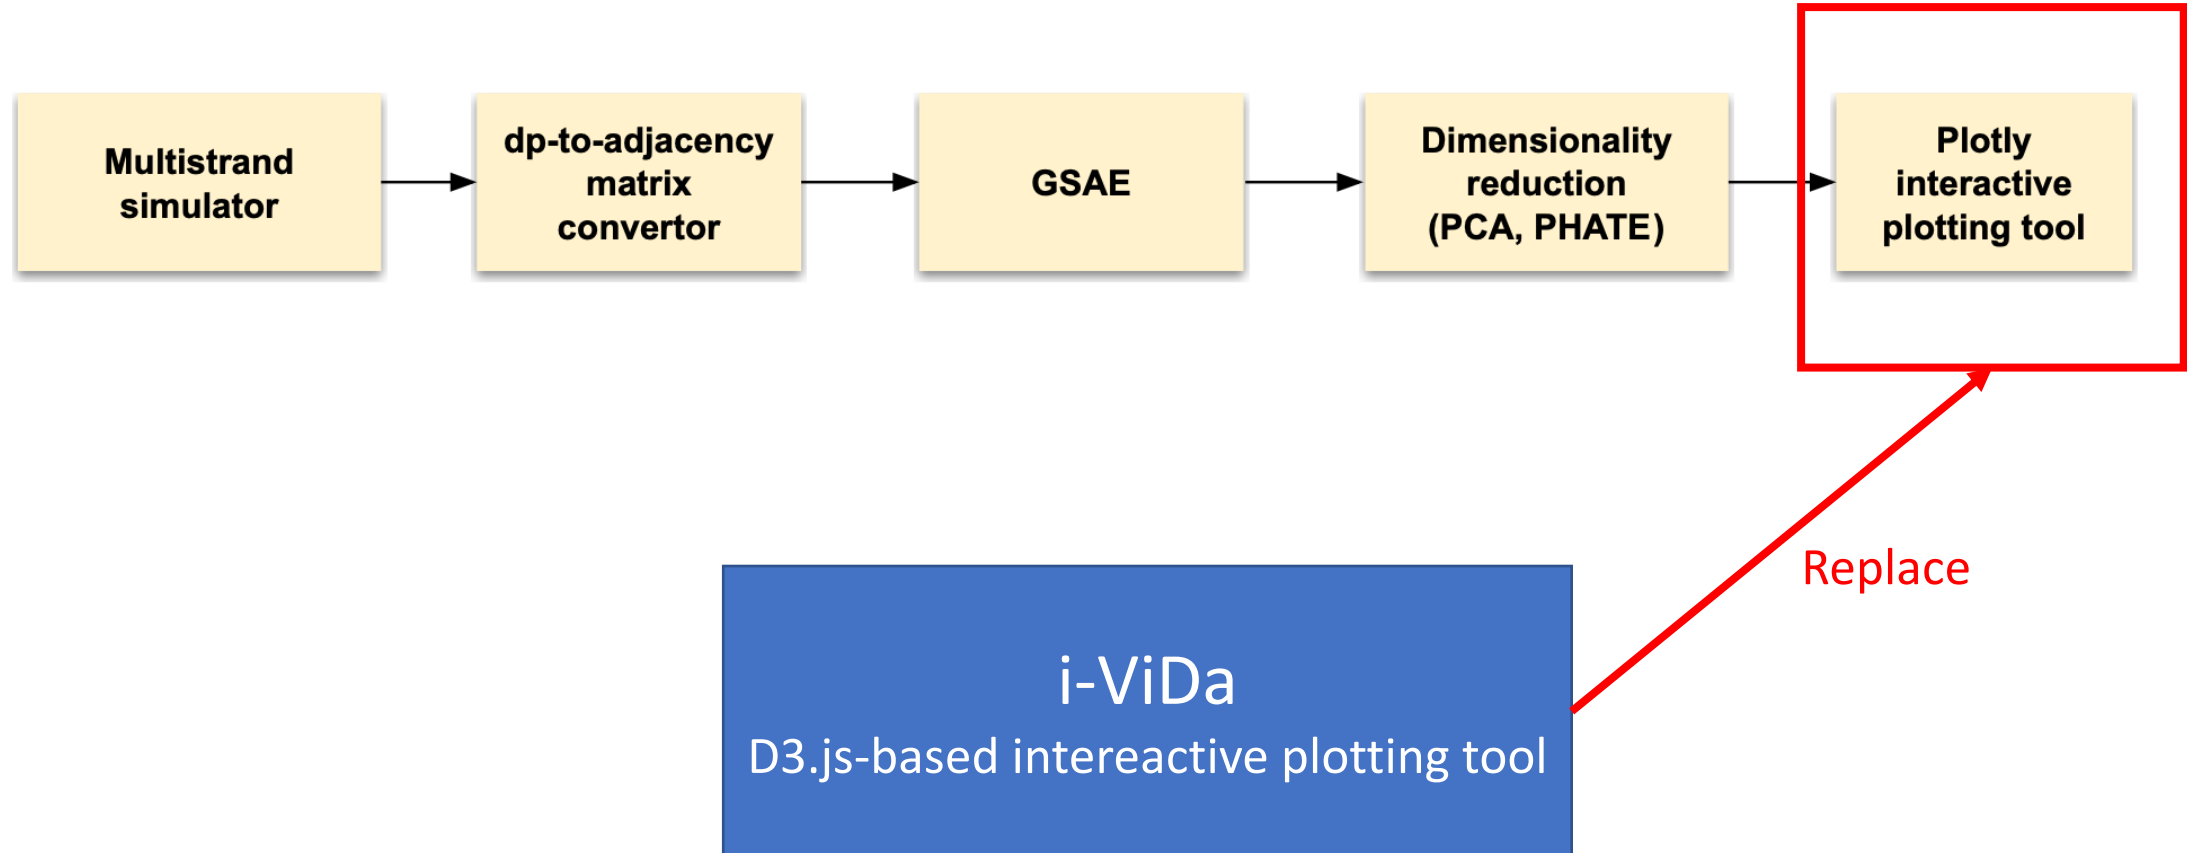 Multistrand
simulator
dp-to-adjacency
matrix
convertor
GSAE
Dimensionality
reduction
(PCA, PHATE)
Plotly
interactive
plotting tool
Replace
i-ViDa
D3.js-based intereactive plotting tool